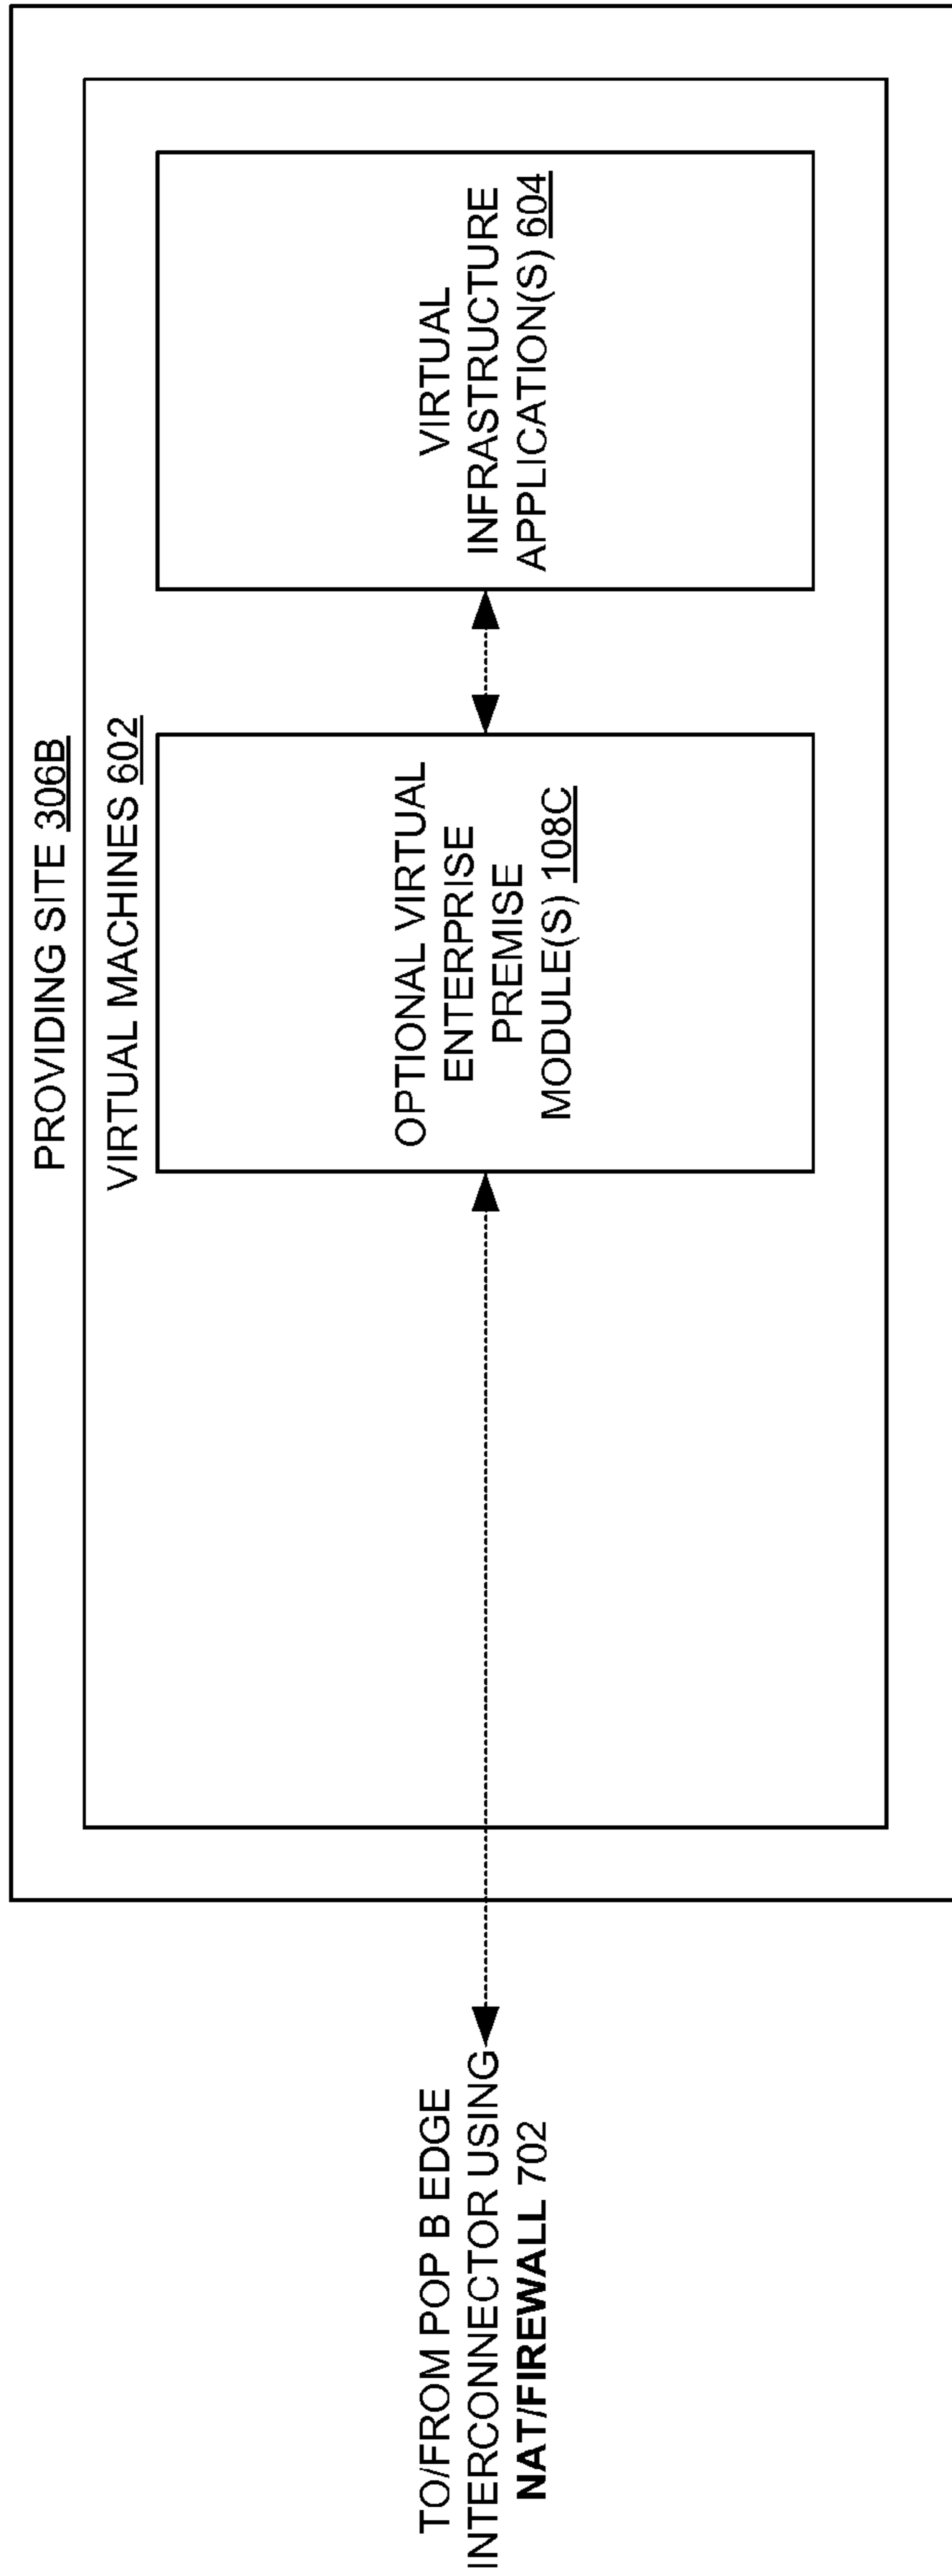 PROVIDING SITE 306B
VIRTUAL MACHINES 602
TO/FROM POP B EDGE
INTERCONNECTOR USING
NAT/FIREWALL 702
OPTIONAL VIRTUAL
ENTERPRISE
PREMISE
MODULE(S) 108C
VIRTUAL
INFRASTRUCTURE
APPLICATION(S) 604